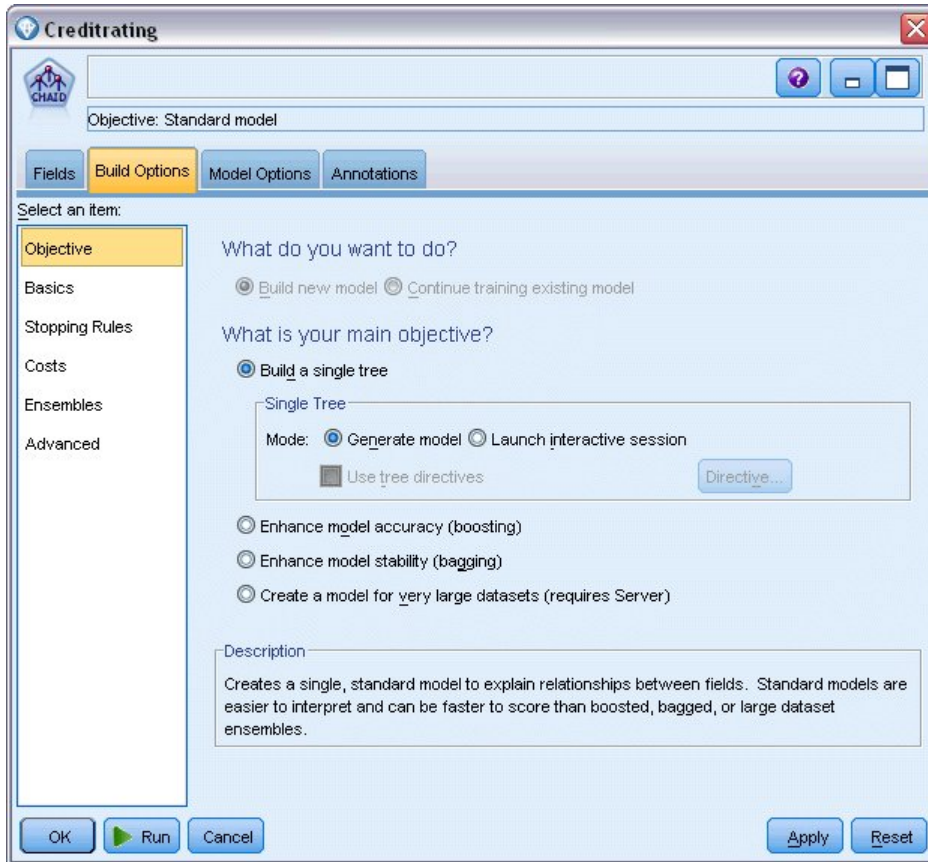 Creditrating
CHAID
Objective: Standard model
Fields Build Options Model Options Annotations
Select an item:
Objective
Basics
Stopping Rules
Costs
Ensembles
Advanced
What do you want to do?
Build new model Continue training existing model
What is your main objective?
Build a single tree
Single Tree
Mode: Generate model Launch interactive session
Use tree directives Directive...
Enhance model accuracy (boosting)
Enhance model stability (bagging)
Create a model for very large datasets (requires Server)
Description
Creates a single, standard model to explain relationships between fields. Standard models are
easier to interpret and can be faster to score than boosted, bagged, or large dataset
ensembles.
OK Run Cancel Apply Reset